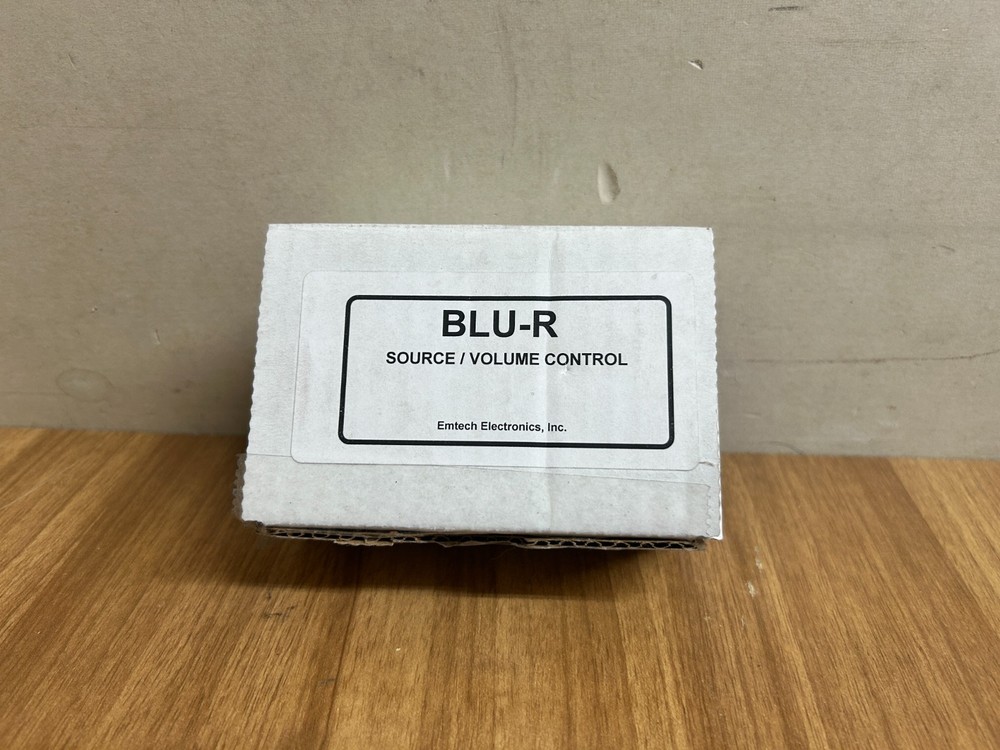 BLU-R
SOURCE / VOLUME CONTROL
Emtech Electronics, Inc.